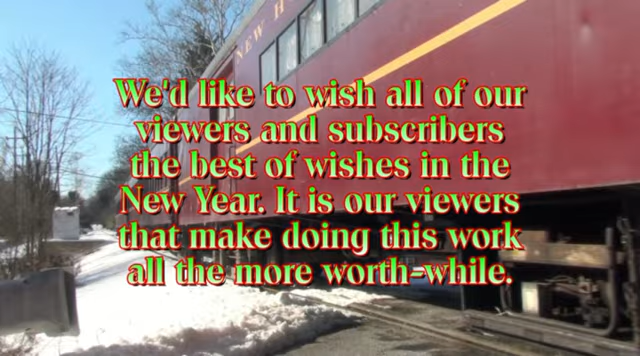 NEW H
We'd like to wish all of our
viewers and subscribers
the best of wishes in the
New Year. It is our viewers
that make doing this work
all the more worth-while.